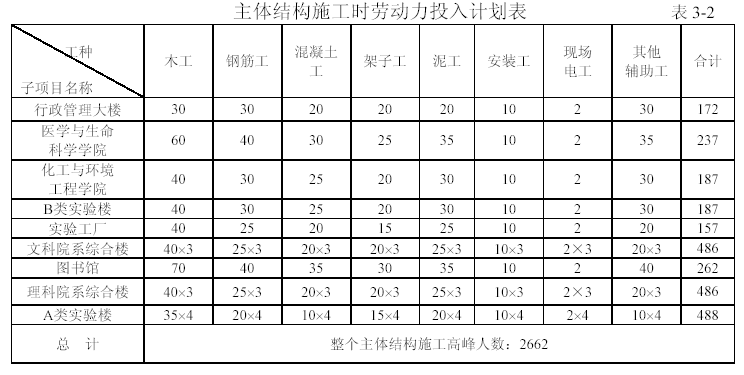 主体结构施工时劳动力投入计划表 表 3-2
工种
子项目名称
木工 钢筋工 混凝土工 架子工 泥工 安装工 现场电工 其他辅助工 合计
行政管理大楼 30 30 20 20 20 10 2 30 172
医学与生命科学学院 60 40 30 25 35 10 2 35 237
化工与环境工程学院 40 30 25 20 30 10 2 30 187
B类实验楼 40 30 25 20 30 10 2 30 187
实验工厂 40 25 20 15 25 10 2 20 157
文科院系综合楼 40×3 25×3 20×3 20×3 25×3 10×3 2×3 20×3 486
图书馆 70 40 35 30 35 10 2 40 262
理科院系综合楼 40×3 25×3 20×3 20×3 25×3 10×3 2×3 20×3 486
A类实验楼 35×4 20×4 10×4 15×4 20×4 10×4 2×4 10×4 488
总 计 整个主体结构施工高峰人数：2662